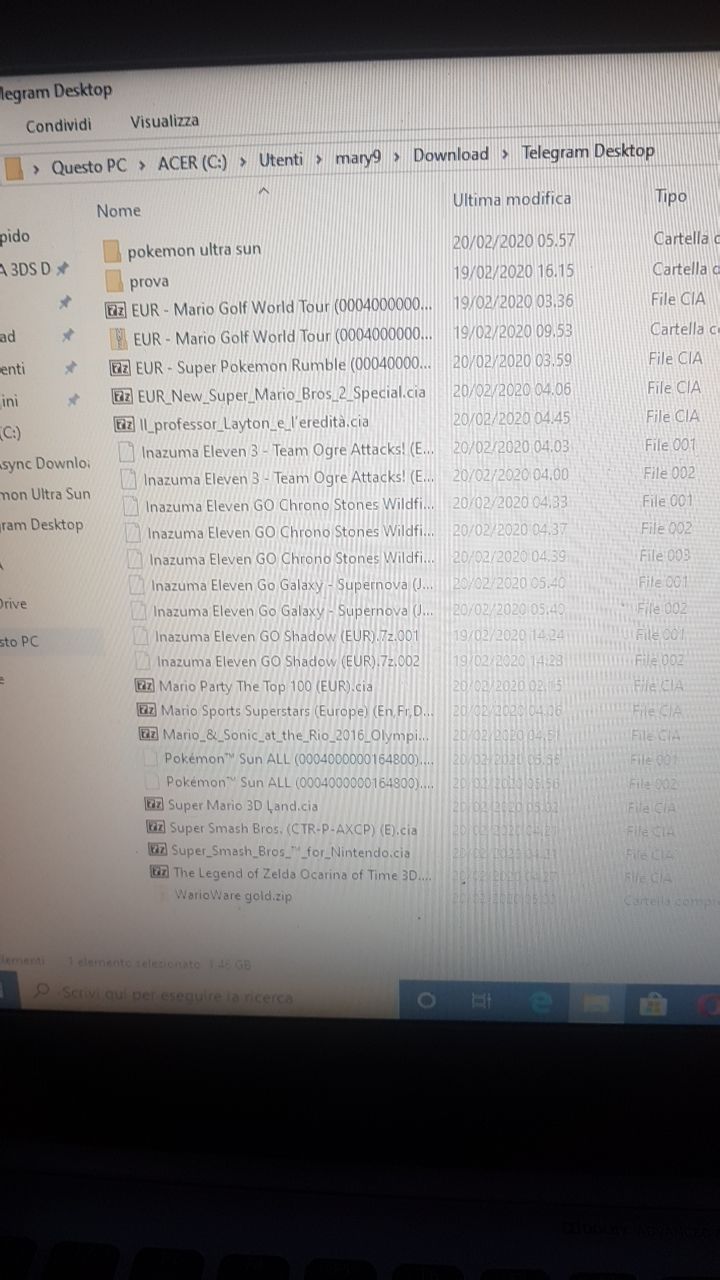 legram Desktop
Condividi Visualizza
› Questo PC › ACER (C:) › Utenti › mary9 › Download › Telegram Desktop
Nome Ultima modifica Tipo
pido
A 3DS D
ad
enti
ini
(C:)
async Downlo
mon Ultra Sun
gram Desktop
Drive
sto PC
pokemon ultra sun 20/02/2020 05.57 Cartella c
prova 19/02/2020 16.15 Cartella c
EUR - Mario Golf World Tour (0004000000... 19/02/2020 03.36 File CIA
EUR - Mario Golf World Tour (0004000000... 19/02/2020 09.53 Cartella c
EUR - Super Pokemon Rumble (00040000... 20/02/2020 03.59 File CIA
EUR_New_Super_Mario_Bros_2_Special.cia 20/02/2020 04.06 File CIA
Il_professor_Layton_e_l'eredità.cia 20/02/2020 04.45 File CIA
Inazuma Eleven 3 - Team Ogre Attacks! (E... 20/02/2020 04.03 File 001
Inazuma Eleven 3 - Team Ogre Attacks! (E... 20/02/2020 04.00 File 002
Inazuma Eleven GO Chrono Stones Wildfi... 20/02/2020 04.33 File 001
Inazuma Eleven GO Chrono Stones Wildfi... 20/02/2020 04.37 File 002
Inazuma Eleven GO Chrono Stones Wildfi... 20/02/2020 04.39 File 003
Inazuma Eleven Go Galaxy - Supernova (J... 20/02/2020 05.40 File 001
Inazuma Eleven Go Galaxy - Supernova (J... 20/02/2020 05.40 File 002
Inazuma Eleven GO Shadow (EUR).7z.001 19/02/2020 14.24 File 001
Inazuma Eleven GO Shadow (EUR).7z.002 19/02/2020 14.23 File 002
Mario Party The Top 100 (EUR).cia 20/02/2020 02.15 File CIA
Mario Sports Superstars (Europe) (En,Fr,D... 20/02/2020 04.06 File CIA
Mario_&_Sonic_at_the_Rio_2016_Olympi... 20/02/2020 04.51 File CIA
Pokémon™ Sun ALL (0004000000164800).... 20/02/2020 05.56 File 001
Pokémon™ Sun ALL (0004000000164800).... 20/02/2020 05.56 File 002
Super Mario 3D Land.cia 20/02/2020 File CIA
Super Smash Bros. (CTR-P-AXCP) (E).cia 20/02/2020 File CIA
Super_Smash_Bros_™_for_Nintendo.cia 20/02/2020 File CIA
The Legend of Zelda Ocarina of Time 3D.... 20/02/2020 File CIA
WarioWare gold.zip 20/02/2020 Cartella compr
lementi 1 elemento selezionato 1,46 GB
Scrivi qui per eseguire la ricerca